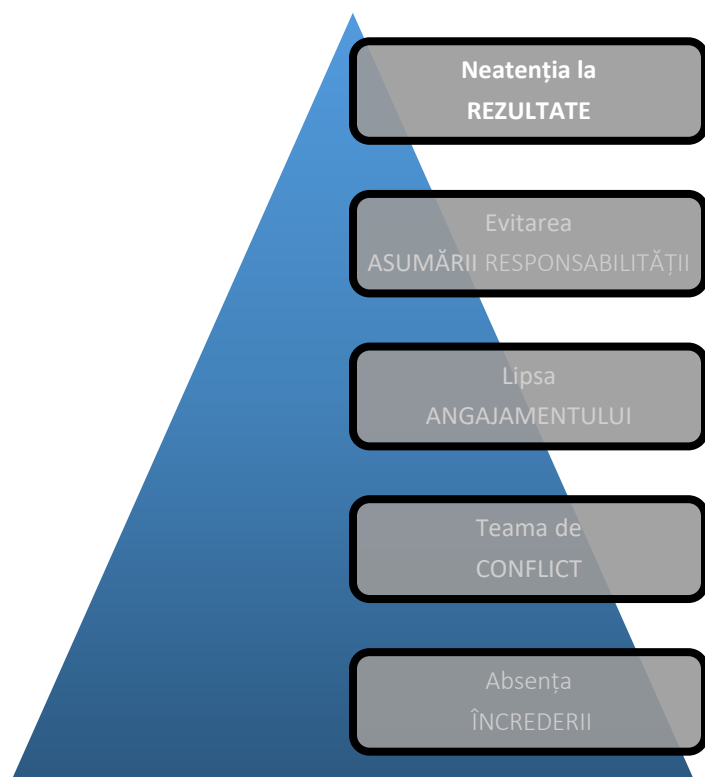 Neatenția la
REZULTATE
Evitarea
ASUMĂRII RESPONSABILITĂȚII
Lipsa
ANGAJAMENTULUI
Teama de
CONFLICT
Absența
ÎNCREDERII